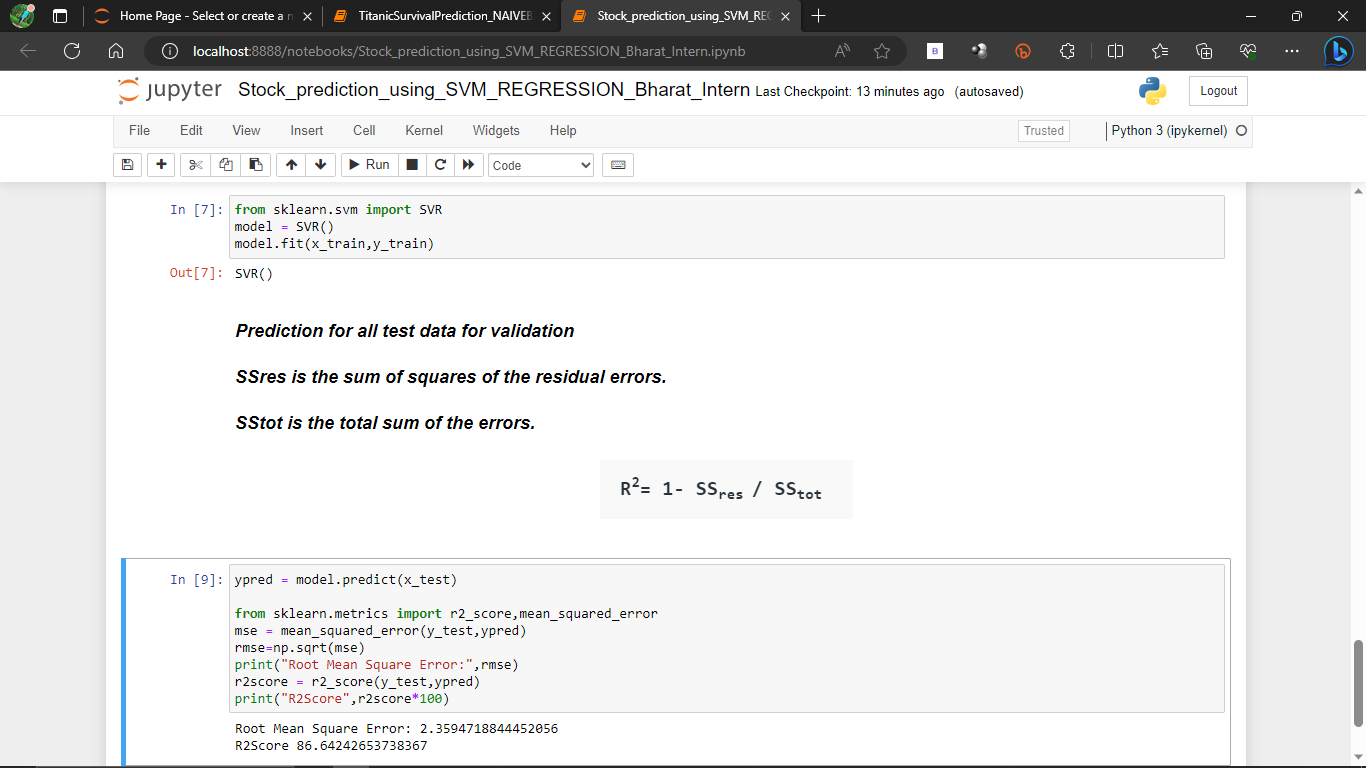 Home Page - Select or create a n
TitanicSurvivalPrediction_NAIVEB
Stock_prediction_using_SVM_REG
localhost:8888/notebooks/Stock_prediction_using_SVM_REGRESSION_Bharat_Intern.ipynb
B
jupyter Stock_prediction_using_SVM_REGRESSION_Bharat_Intern Last Checkpoint: 13 minutes ago (autosaved)
Logout
File Edit View Insert Cell Kernel Widgets Help
Trusted
Python 3 (ipykernel)
Run
Code
In [7]: from sklearn.svm import SVR
model = SVR()
model.fit(x_train,y_train)
Out[7]: SVR()
Prediction for all test data for validation
SSres is the sum of squares of the residual errors.
SStot is the total sum of the errors.
R²= 1- SSres / SStot
In [9]: ypred = model.predict(x_test)
from sklearn.metrics import r2_score,mean_squared_error
mse = mean_squared_error(y_test,ypred)
rmse=np.sqrt(mse)
print("Root Mean Square Error:",rmse)
r2score = r2_score(y_test,ypred)
print("R2Score",r2score*100)
Root Mean Square Error: 2.3594718844452056
R2Score 86.64242653738367